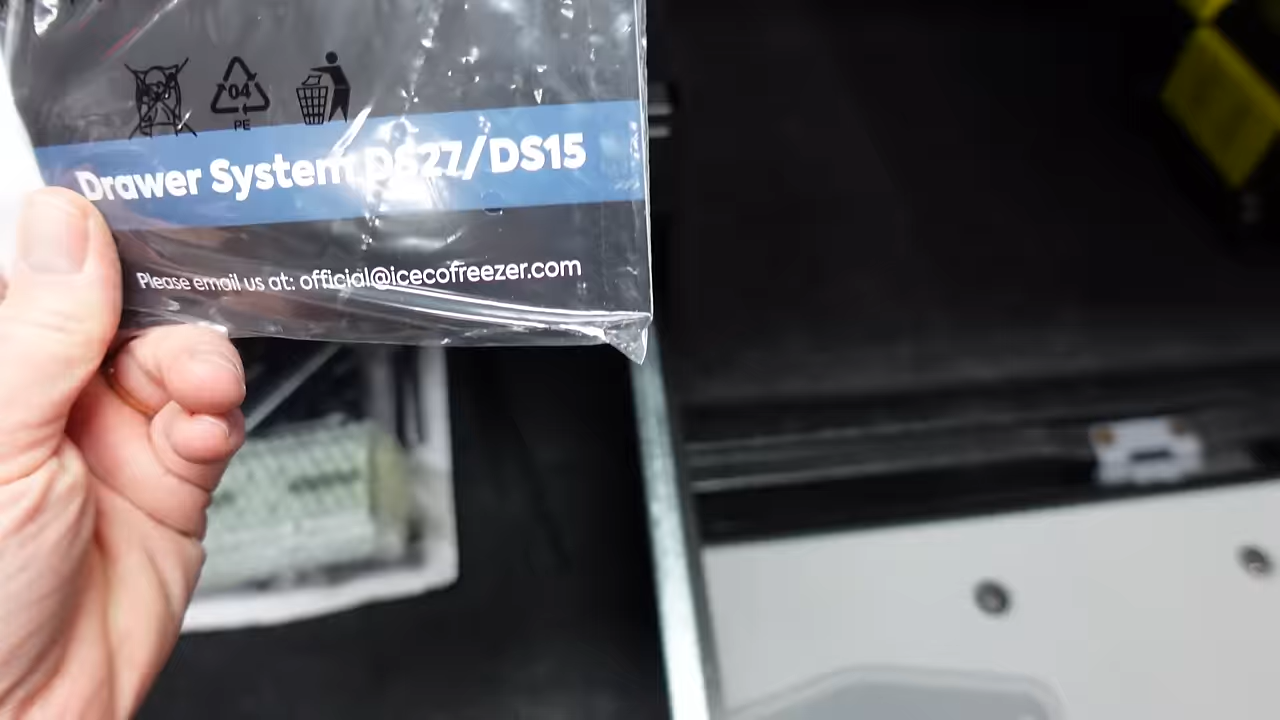 04
PE
Drawer System DS27/DS15
Please email us at: official@icecofreezer.com